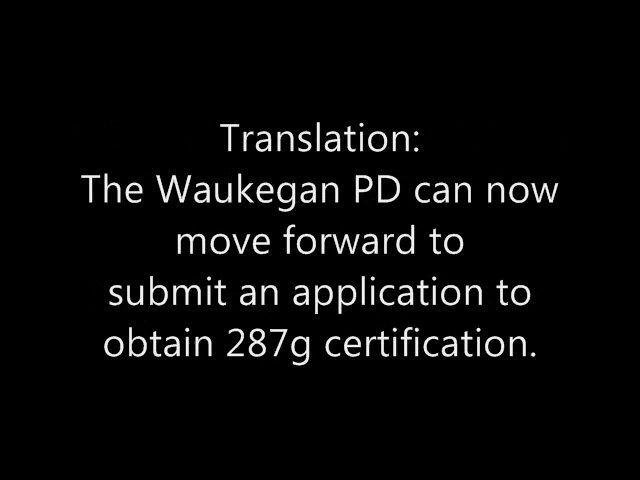 Translation:
The Waukegan PD can now
move forward to
submit an application to
obtain 287g certification.